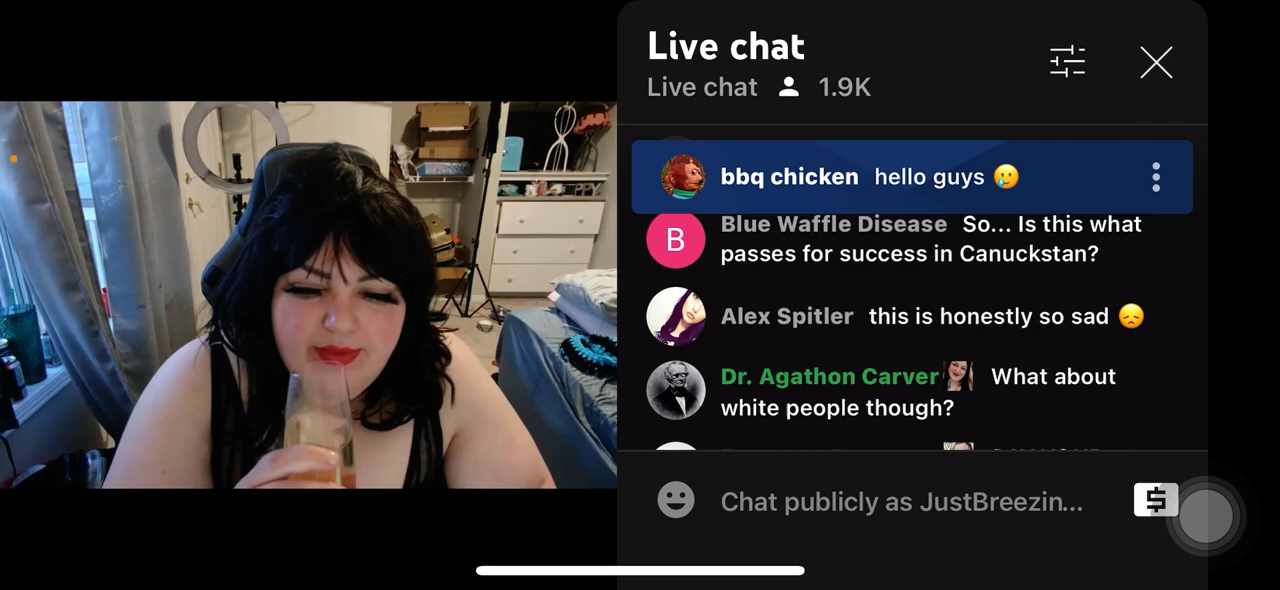 Live chat
Live chat 1.9K
bbq chicken hello guys 🥲
B
Blue Waffle Disease So... Is this what
passes for success in Canuckstan?
Alex Spitler this is honestly so sad 😞
Dr. Agathon Carver What about
white people though?
Chat publicly as JustBreezin...
$